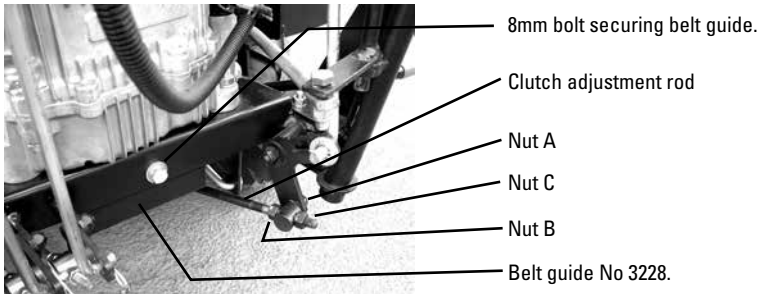 8mm bolt securing belt guide.
Clutch adjustment rod
Nut A
Nut C
Nut B
Belt guide No 3228.